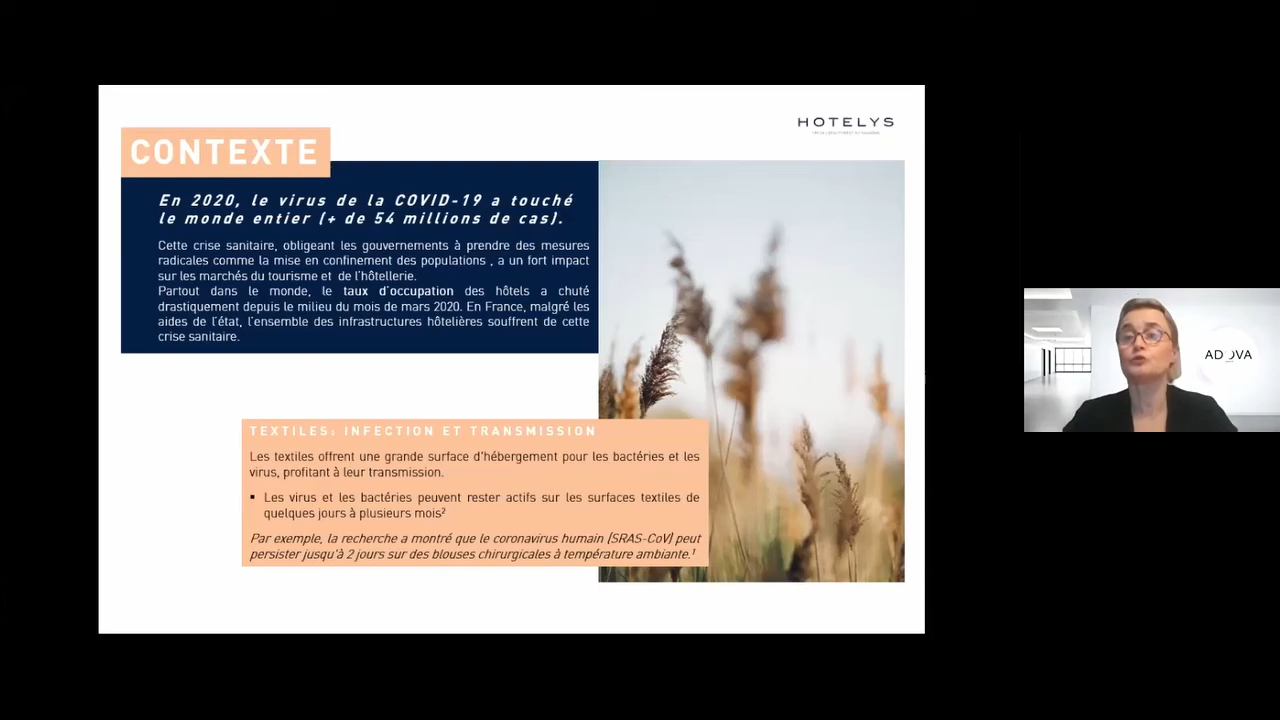 HOTELYS
CONTEXTE
En 2020, le virus de la COVID-19 a touché
le monde entier (+ de 54 millions de cas).
Cette crise sanitaire, obligeant les gouvernements à prendre des mesures
radicales comme la mise en confinement des populations , a un fort impact
sur les marchés du tourisme et de l'hôtellerie.
Partout dans le monde, le taux d'occupation des hôtels a chuté
drastiquement depuis le milieu du mois de mars 2020. En France, malgré les
aides de l'état, l'ensemble des infrastructures hôtelières souffrent de cette
crise sanitaire.
TEXTILES: INFECTION ET TRANSMISSION
Les textiles offrent une grande surface d'hébergement pour les bactéries et les
virus, profitant à leur transmission.
▪ Les virus et les bactéries peuvent rester actifs sur les surfaces textiles de
quelques jours à plusieurs mois²
Par exemple, la recherche a montré que le coronavirus humain (SRAS-CoV) peut
persister jusqu'à 2 jours sur des blouses chirurgicales à température ambiante.¹
ADOVA